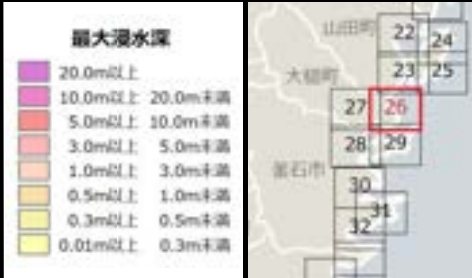 最大浸水深
20.0m以上
10.0m以上 20.0m未満
5.0m以上 10.0m未満
3.0m以上 5.0m未満
1.0m以上 3.0m未満
0.5m以上 1.0m未満
0.3m以上 0.5m未満
0.01m以上 0.3m未満
山田町
22
24
23
25
大槌町
27
26
28
29
釜石市
30
31
32